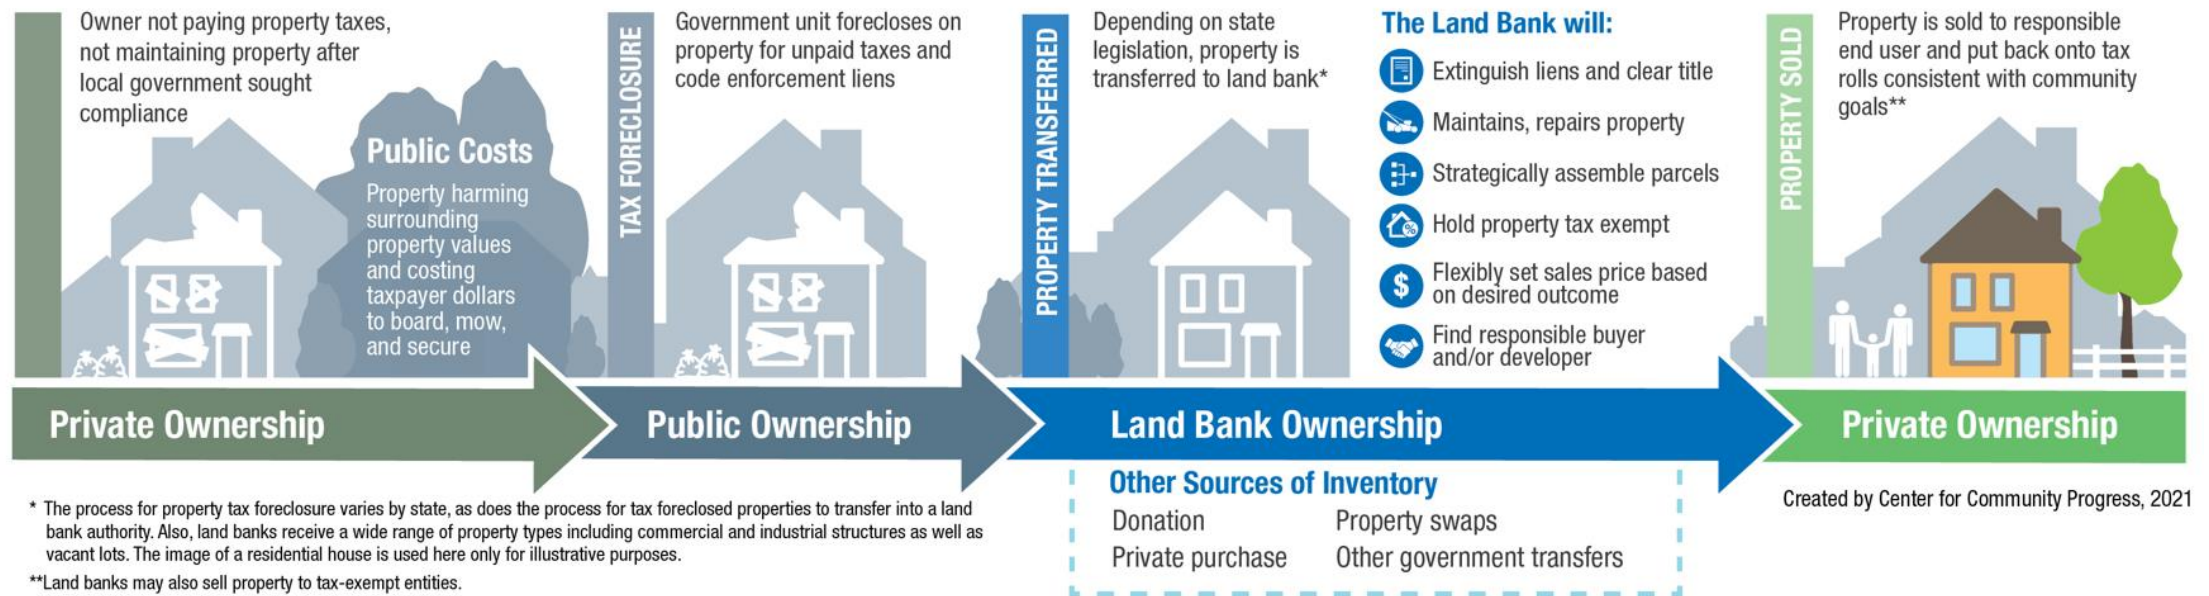 Owner not paying property taxes,
not maintaining property after
local government sought
compliance
Public Costs
Property harming
surrounding
property values
and costing
taxpayer dollars
to board, mow,
and secure
Private Ownership
TAX FORECLOSURE
Government unit forecloses on
property for unpaid taxes and
code enforcement liens
Public Ownership
PROPERTY TRANSFERRED
Depending on state
legislation, property is
transferred to land bank*
The Land Bank will:
Extinguish liens and clear title
Maintains, repairs property
Strategically assemble parcels
Hold property tax exempt
$
Flexibly set sales price based
on desired outcome
Find responsible buyer
and/or developer
Land Bank Ownership
Other Sources of Inventory
Donation
Private purchase
Property swaps
Other government transfers
PROPERTY SOLD
Property is sold to responsible
end user and put back onto tax
rolls consistent with community
goals**
Private Ownership
Created by Center for Community Progress, 2021
* The process for property tax foreclosure varies by state, as does the process for tax foreclosed properties to transfer into a land
bank authority. Also, land banks receive a wide range of property types including commercial and industrial structures as well as
vacant lots. The image of a residential house is used here only for illustrative purposes.
**Land banks may also sell property to tax-exempt entities.